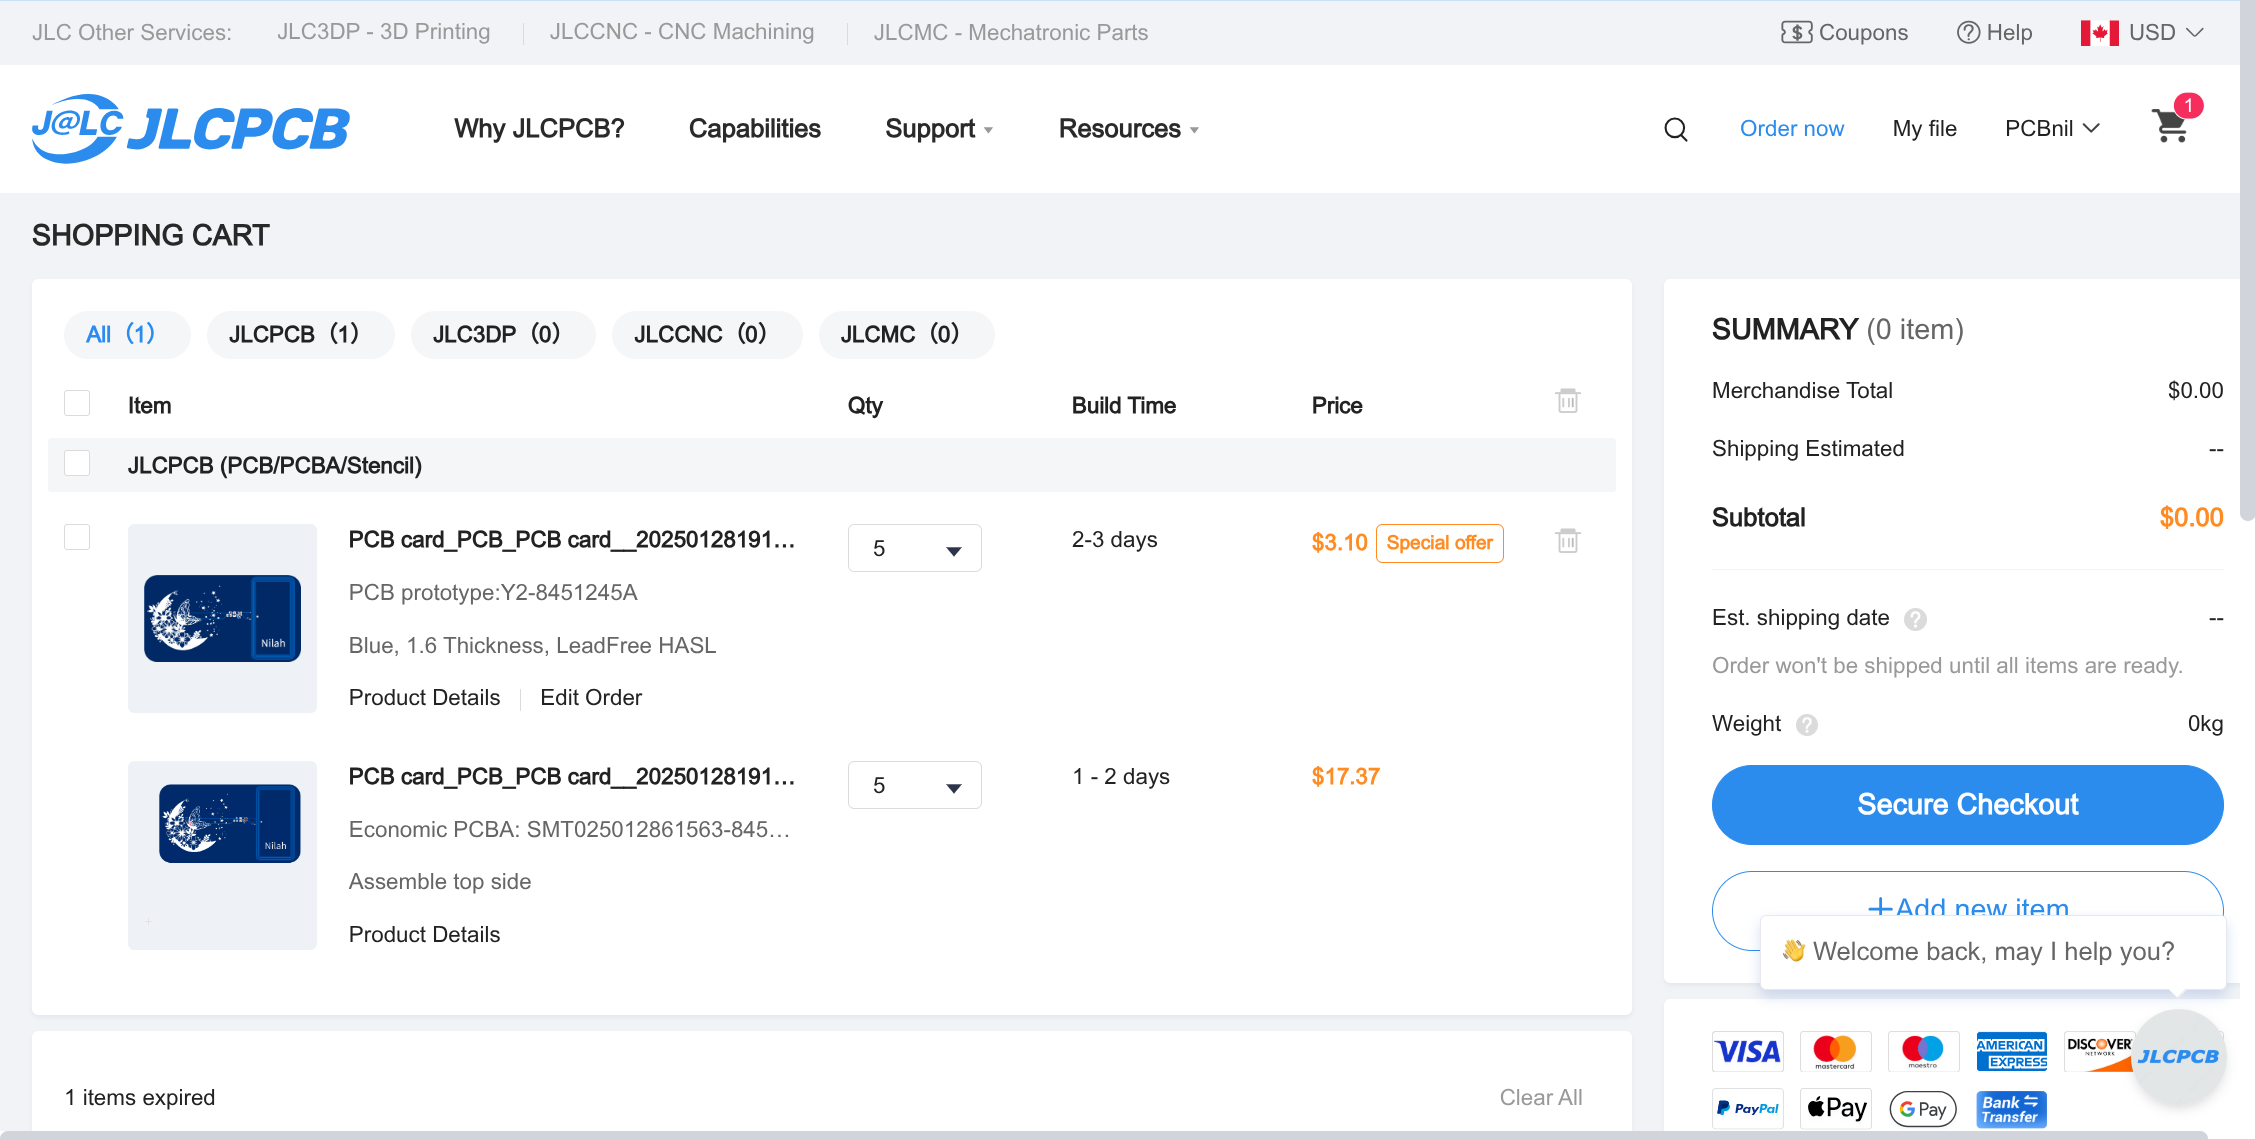 JLC Other Services: JLC3DP - 3D Printing JLCCNC - CNC Machining JLCMC - Mechatronic Parts Coupons Help USD
J@LC JLCPCB Why JLCPCB? Capabilities Support Resources Order now My file PCBnil 1
SHOPPING CART
All (1) JLCPCB (1) JLC3DP (0) JLCCNC (0) JLCMC (0)
Item Qty Build Time Price
JLCPCB (PCB/PCBA/Stencil)
PCB card_PCB_PCB card__20250128191... 5 2-3 days $3.10 Special offer
PCB prototype:Y2-8451245A
Blue, 1.6 Thickness, LeadFree HASL
Nilah
Product Details Edit Order
PCB card_PCB_PCB card__20250128191... 5 1 - 2 days $17.37
Economic PCBA: SMT025012861563-845...
Nilah
Assemble top side
Product Details
1 items expired Clear All
SUMMARY (0 item)
Merchandise Total $0.00
Shipping Estimated --
Subtotal $0.00
Est. shipping date ? --
Order won't be shipped until all items are ready.
Weight ? 0kg
Secure Checkout
+Add new item
👋 Welcome back, may I help you?
VISA mastercard maestro AMERICAN EXPRESS DISCOVER NETWORK JLCPCB
PayPal Pay G Pay Bank Transfer